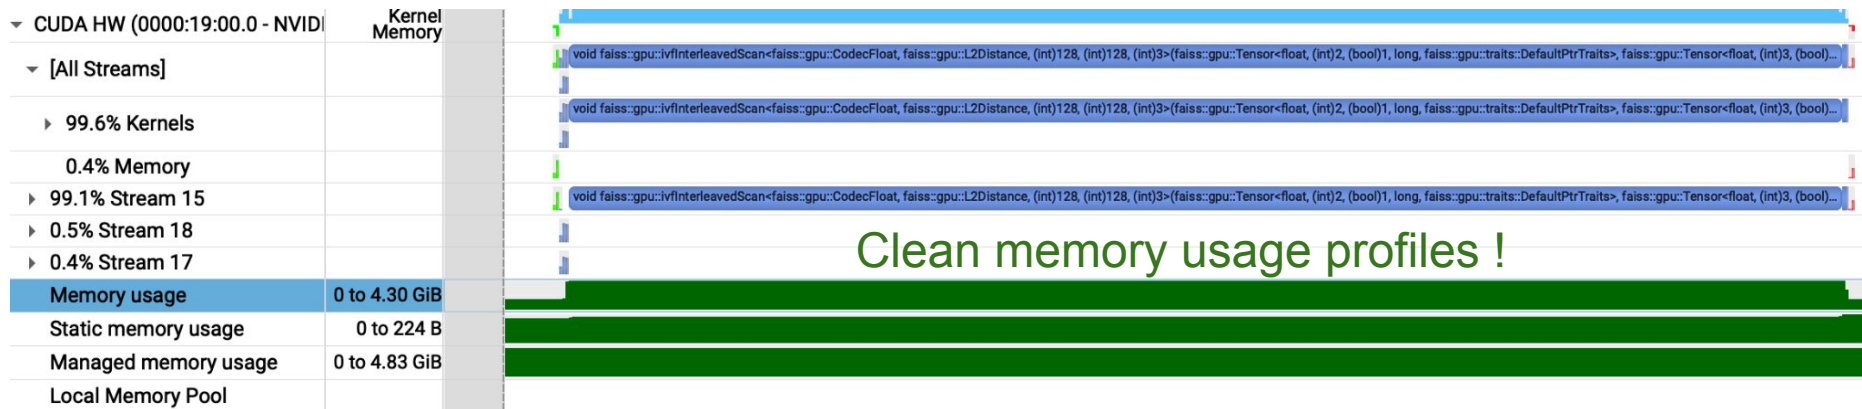 CUDA HW (0000:19:00.0 - NVIDI
Kernel
Memory
[All Streams]
void faiss::gpu::ivfInterleavedScan<faiss::gpu::CodecFloat, faiss::gpu::L2Distance, (int)128, (int)128, (int)3>(faiss::gpu::Tensor<float, (int)2, (bool)1, long, faiss::gpu::traits::DefaultPtrTraits>, faiss::gpu::Tensor<float, (int)3, (bool)...
99.6% Kernels
void faiss::gpu::ivfInterleavedScan<faiss::gpu::CodecFloat, faiss::gpu::L2Distance, (int)128, (int)128, (int)3>(faiss::gpu::Tensor<float, (int)2, (bool)1, long, faiss::gpu::traits::DefaultPtrTraits>, faiss::gpu::Tensor<float, (int)3, (bool)...
0.4% Memory
99.1% Stream 15
void faiss::gpu::ivfInterleavedScan<faiss::gpu::CodecFloat, faiss::gpu::L2Distance, (int)128, (int)128, (int)3>(faiss::gpu::Tensor<float, (int)2, (bool)1, long, faiss::gpu::traits::DefaultPtrTraits>, faiss::gpu::Tensor<float, (int)3, (bool)...
0.5% Stream 18
Clean memory usage profiles !
0.4% Stream 17
Memory usage
0 to 4.30 GiB
Static memory usage
0 to 224 B
Managed memory usage
0 to 4.83 GiB
Local Memory Pool